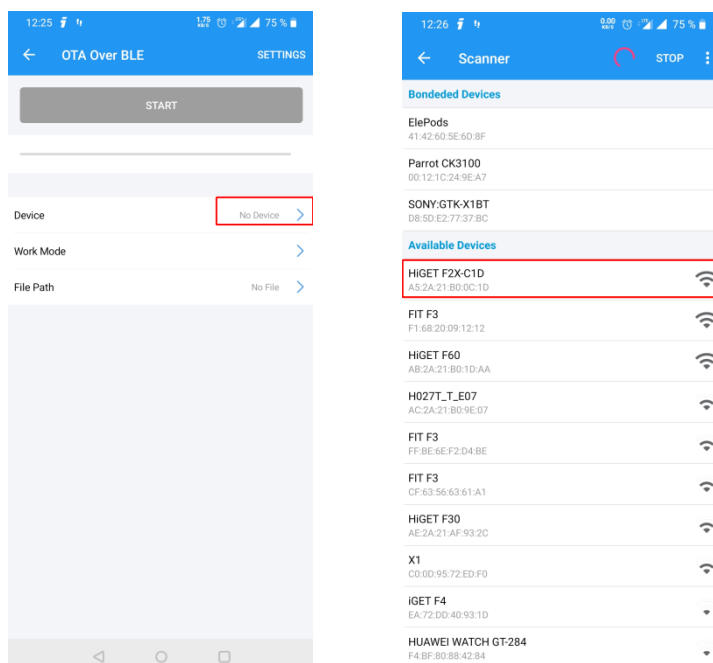 12:25 1.75 KB/S 75 %
OTA Over BLE SETTINGS
START
Device No Device
Work Mode
File Path No File
12:26 0.00 KB/S 75 %
Scanner STOP
Bondeded Devices
ElePods
41:42:60:5E:6D:8F
Parrot CK3100
00:12:1C:24:9E:A7
SONY:GTK-X1BT
D8:5D:E2:77:37:BC
Available Devices
HiGET F2X-C1D
A5:2A:21:B0:0C:1D
FIT F3
F1:68:20:09:12:12
HiGET F60
AB:2A:21:B0:1D:AA
H027T_T_E07
AC:2A:21:B0:9E:07
FIT F3
FF:BE:6E:F2:D4:BE
FIT F3
CF:63:56:63:61:A1
HiGET F30
AE:2A:21:AF:93:2C
X1
C0:0D:95:72:ED:F0
iGET F4
EA:72:DD:40:93:1D
HUAWEI WATCH GT-284
F4:BF:80:88:42:84